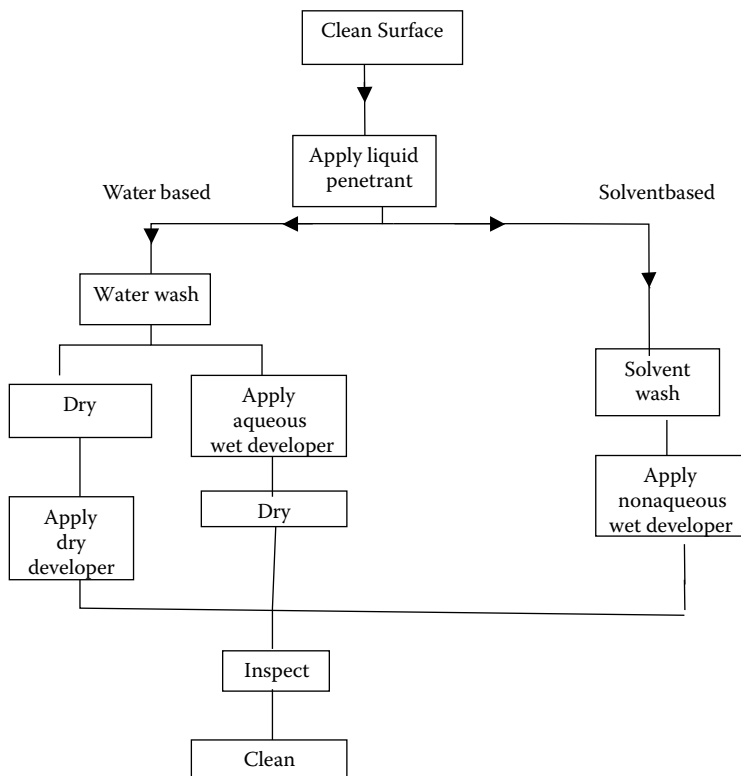 Clean Surface
Apply liquid
penetrant
Water based
Solventbased
Water wash
Solvent
wash
Dry
Apply
aqueous
wet developer
Apply
nonaqueous
wet developer
Apply
dry
developer
Dry
Inspect
Clean